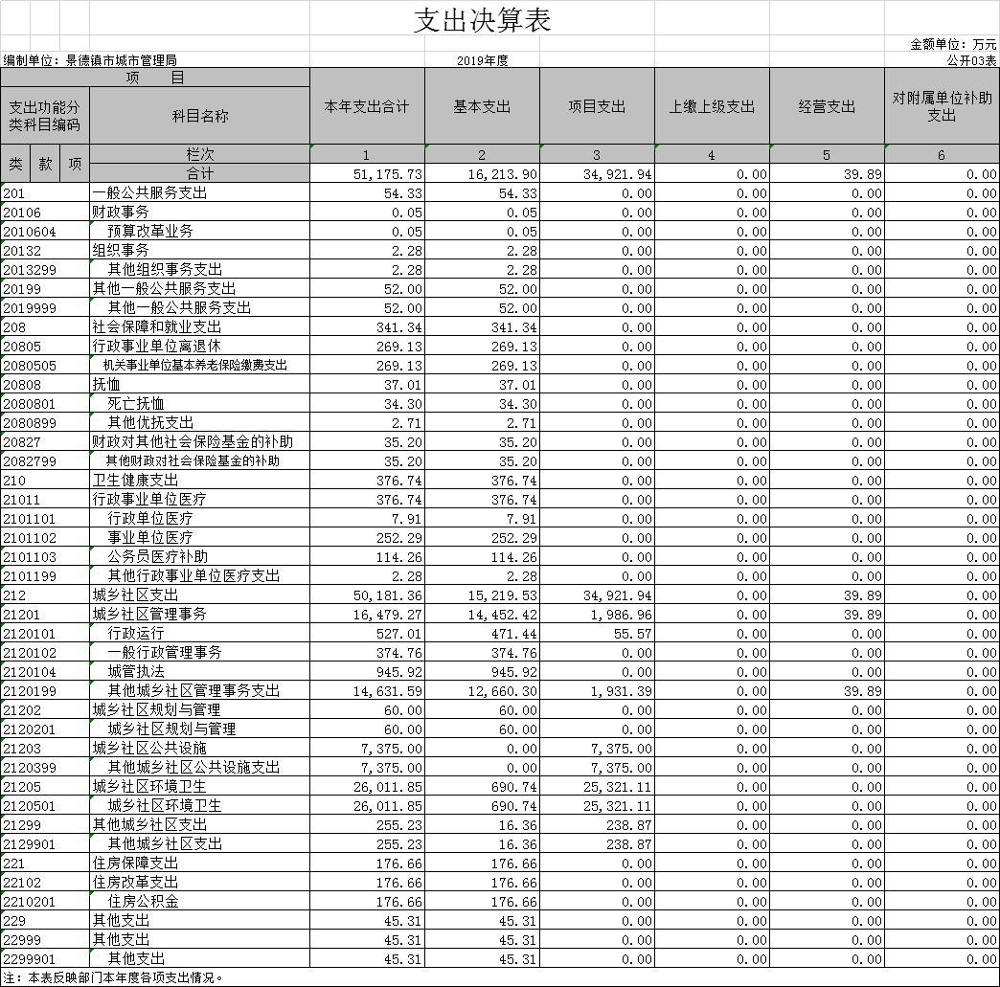 支出决算表
金额单位：万元
编制单位：景德镇市城市管理局 2019年度 公开03表
项 目 本年支出合计 基本支出 项目支出 上缴上级支出 经营支出 对附属单位补助支出
支出功能分类科目编码 科目名称
类 款 项 栏次 1 2 3 4 5 6
合计 51,175.73 16,213.90 34,921.94 0.00 39.89 0.00
201 一般公共服务支出 54.33 54.33 0.00 0.00 0.00 0.00
20106 财政事务 0.05 0.05 0.00 0.00 0.00 0.00
2010604 预算改革业务 0.05 0.05 0.00 0.00 0.00 0.00
20132 组织事务 2.28 2.28 0.00 0.00 0.00 0.00
2013299 其他组织事务支出 2.28 2.28 0.00 0.00 0.00 0.00
20199 其他一般公共服务支出 52.00 52.00 0.00 0.00 0.00 0.00
2019999 其他一般公共服务支出 52.00 52.00 0.00 0.00 0.00 0.00
208 社会保障和就业支出 341.34 341.34 0.00 0.00 0.00 0.00
20805 行政事业单位离退休 269.13 269.13 0.00 0.00 0.00 0.00
2080505 机关事业单位基本养老保险缴费支出 269.13 269.13 0.00 0.00 0.00 0.00
20808 抚恤 37.01 37.01 0.00 0.00 0.00 0.00
2080801 死亡抚恤 34.30 34.30 0.00 0.00 0.00 0.00
2080899 其他优抚支出 2.71 2.71 0.00 0.00 0.00 0.00
20827 财政对其他社会保险基金的补助 35.20 35.20 0.00 0.00 0.00 0.00
2082799 其他财政对社会保险基金的补助 35.20 35.20 0.00 0.00 0.00 0.00
210 卫生健康支出 376.74 376.74 0.00 0.00 0.00 0.00
21011 行政事业单位医疗 376.74 376.74 0.00 0.00 0.00 0.00
2101101 行政单位医疗 7.91 7.91 0.00 0.00 0.00 0.00
2101102 事业单位医疗 252.29 252.29 0.00 0.00 0.00 0.00
2101103 公务员医疗补助 114.26 114.26 0.00 0.00 0.00 0.00
2101199 其他行政事业单位医疗支出 2.28 2.28 0.00 0.00 0.00 0.00
212 城乡社区支出 50,181.36 15,219.53 34,921.94 0.00 39.89 0.00
21201 城乡社区管理事务 16,479.27 14,452.42 1,986.96 0.00 39.89 0.00
2120101 行政运行 527.01 471.44 55.57 0.00 0.00 0.00
2120102 一般行政管理事务 374.76 374.76 0.00 0.00 0.00 0.00
2120104 城管执法 945.92 945.92 0.00 0.00 0.00 0.00
2120199 其他城乡社区管理事务支出 14,631.59 12,660.30 1,931.39 0.00 39.89 0.00
21202 城乡社区规划与管理 60.00 60.00 0.00 0.00 0.00 0.00
2120201 城乡社区规划与管理 60.00 60.00 0.00 0.00 0.00 0.00
21203 城乡社区公共设施 7,375.00 0.00 7,375.00 0.00 0.00 0.00
2120399 其他城乡社区公共设施支出 7,375.00 0.00 7,375.00 0.00 0.00 0.00
21205 城乡社区环境卫生 26,011.85 690.74 25,321.11 0.00 0.00 0.00
2120501 城乡社区环境卫生 26,011.85 690.74 25,321.11 0.00 0.00 0.00
21299 其他城乡社区支出 255.23 16.36 238.87 0.00 0.00 0.00
2129901 其他城乡社区支出 255.23 16.36 238.87 0.00 0.00 0.00
221 住房保障支出 176.66 176.66 0.00 0.00 0.00 0.00
22102 住房改革支出 176.66 176.66 0.00 0.00 0.00 0.00
2210201 住房公积金 176.66 176.66 0.00 0.00 0.00 0.00
229 其他支出 45.31 45.31 0.00 0.00 0.00 0.00
22999 其他支出 45.31 45.31 0.00 0.00 0.00 0.00
2299901 其他支出 45.31 45.31 0.00 0.00 0.00 0.00
注：本表反映部门本年度各项支出情况。